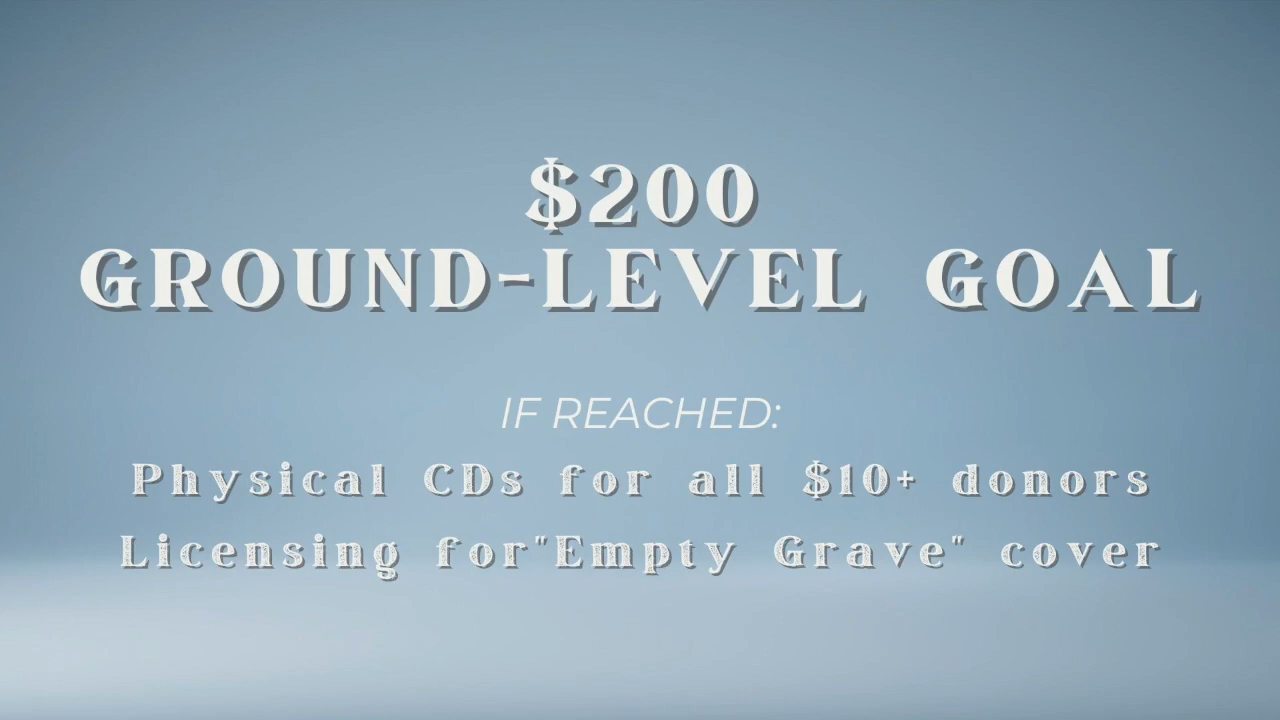 $200
GROUND-LEVEL GOAL
IF REACHED:
Physical CDs for all $10+ donors
Licensing for"Empty Grave" cover